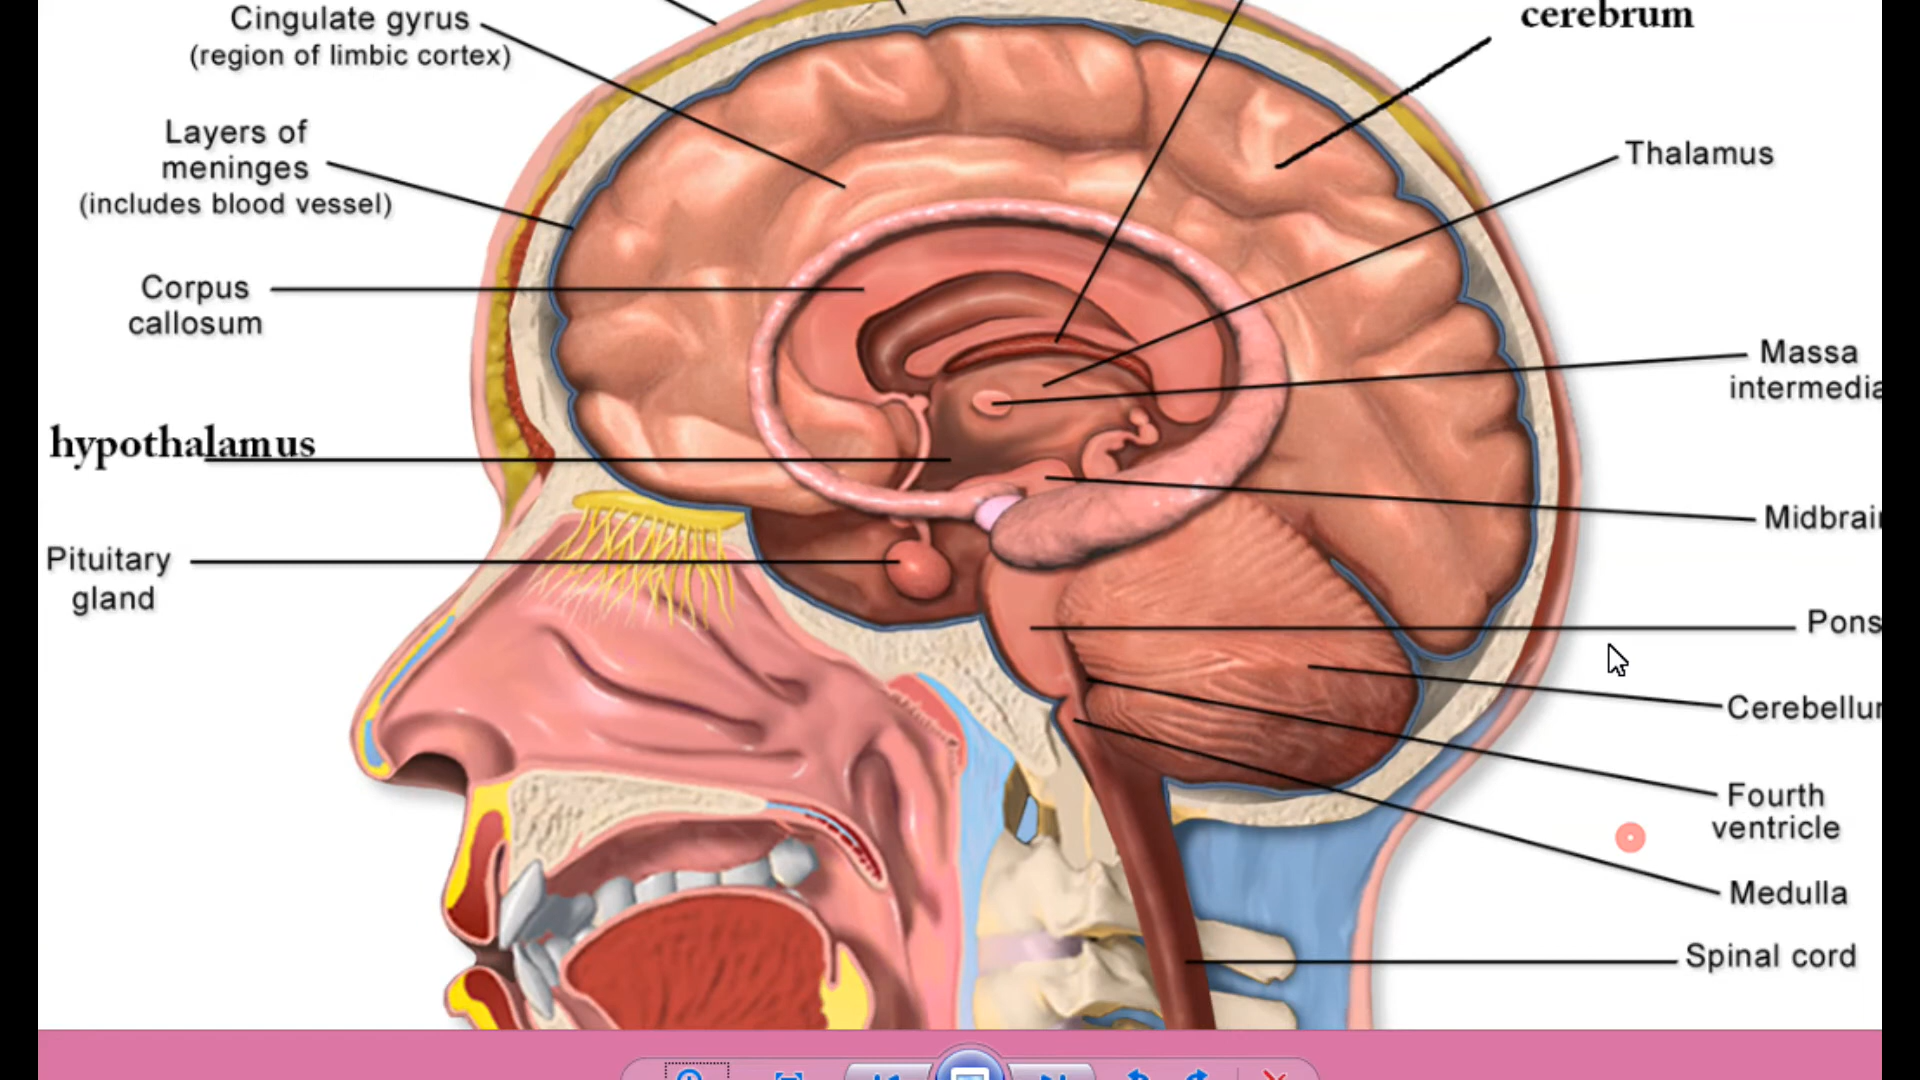 Cingulate gyrus
(region of limbic cortex)
cerebrum
Layers of
meninges
(includes blood vessel)
Thalamus
Corpus
callosum
Massa
intermedia
hypothalamus
Midbrai
Pituitary
gland
Pons
Cerebellu
Fourth
ventricle
Medulla
Spinal cord